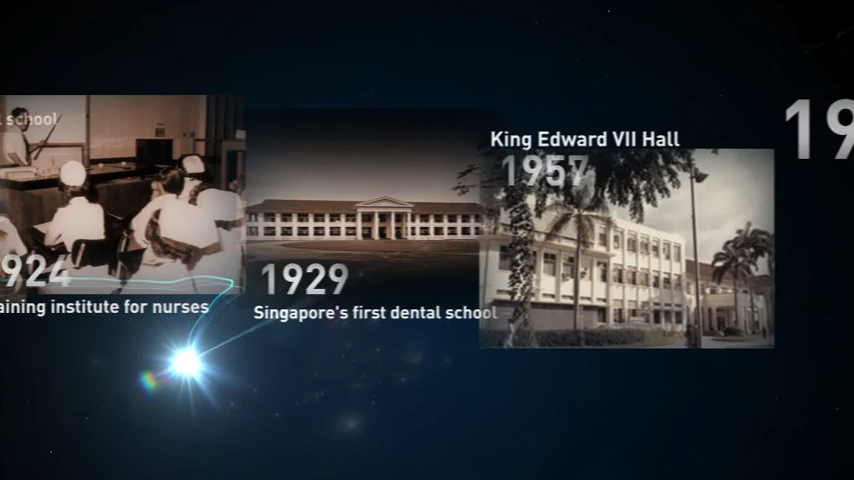 school
1924
aining institute for nurses
1929
Singapore's first dental school
King Edward VII Hall
1957
19